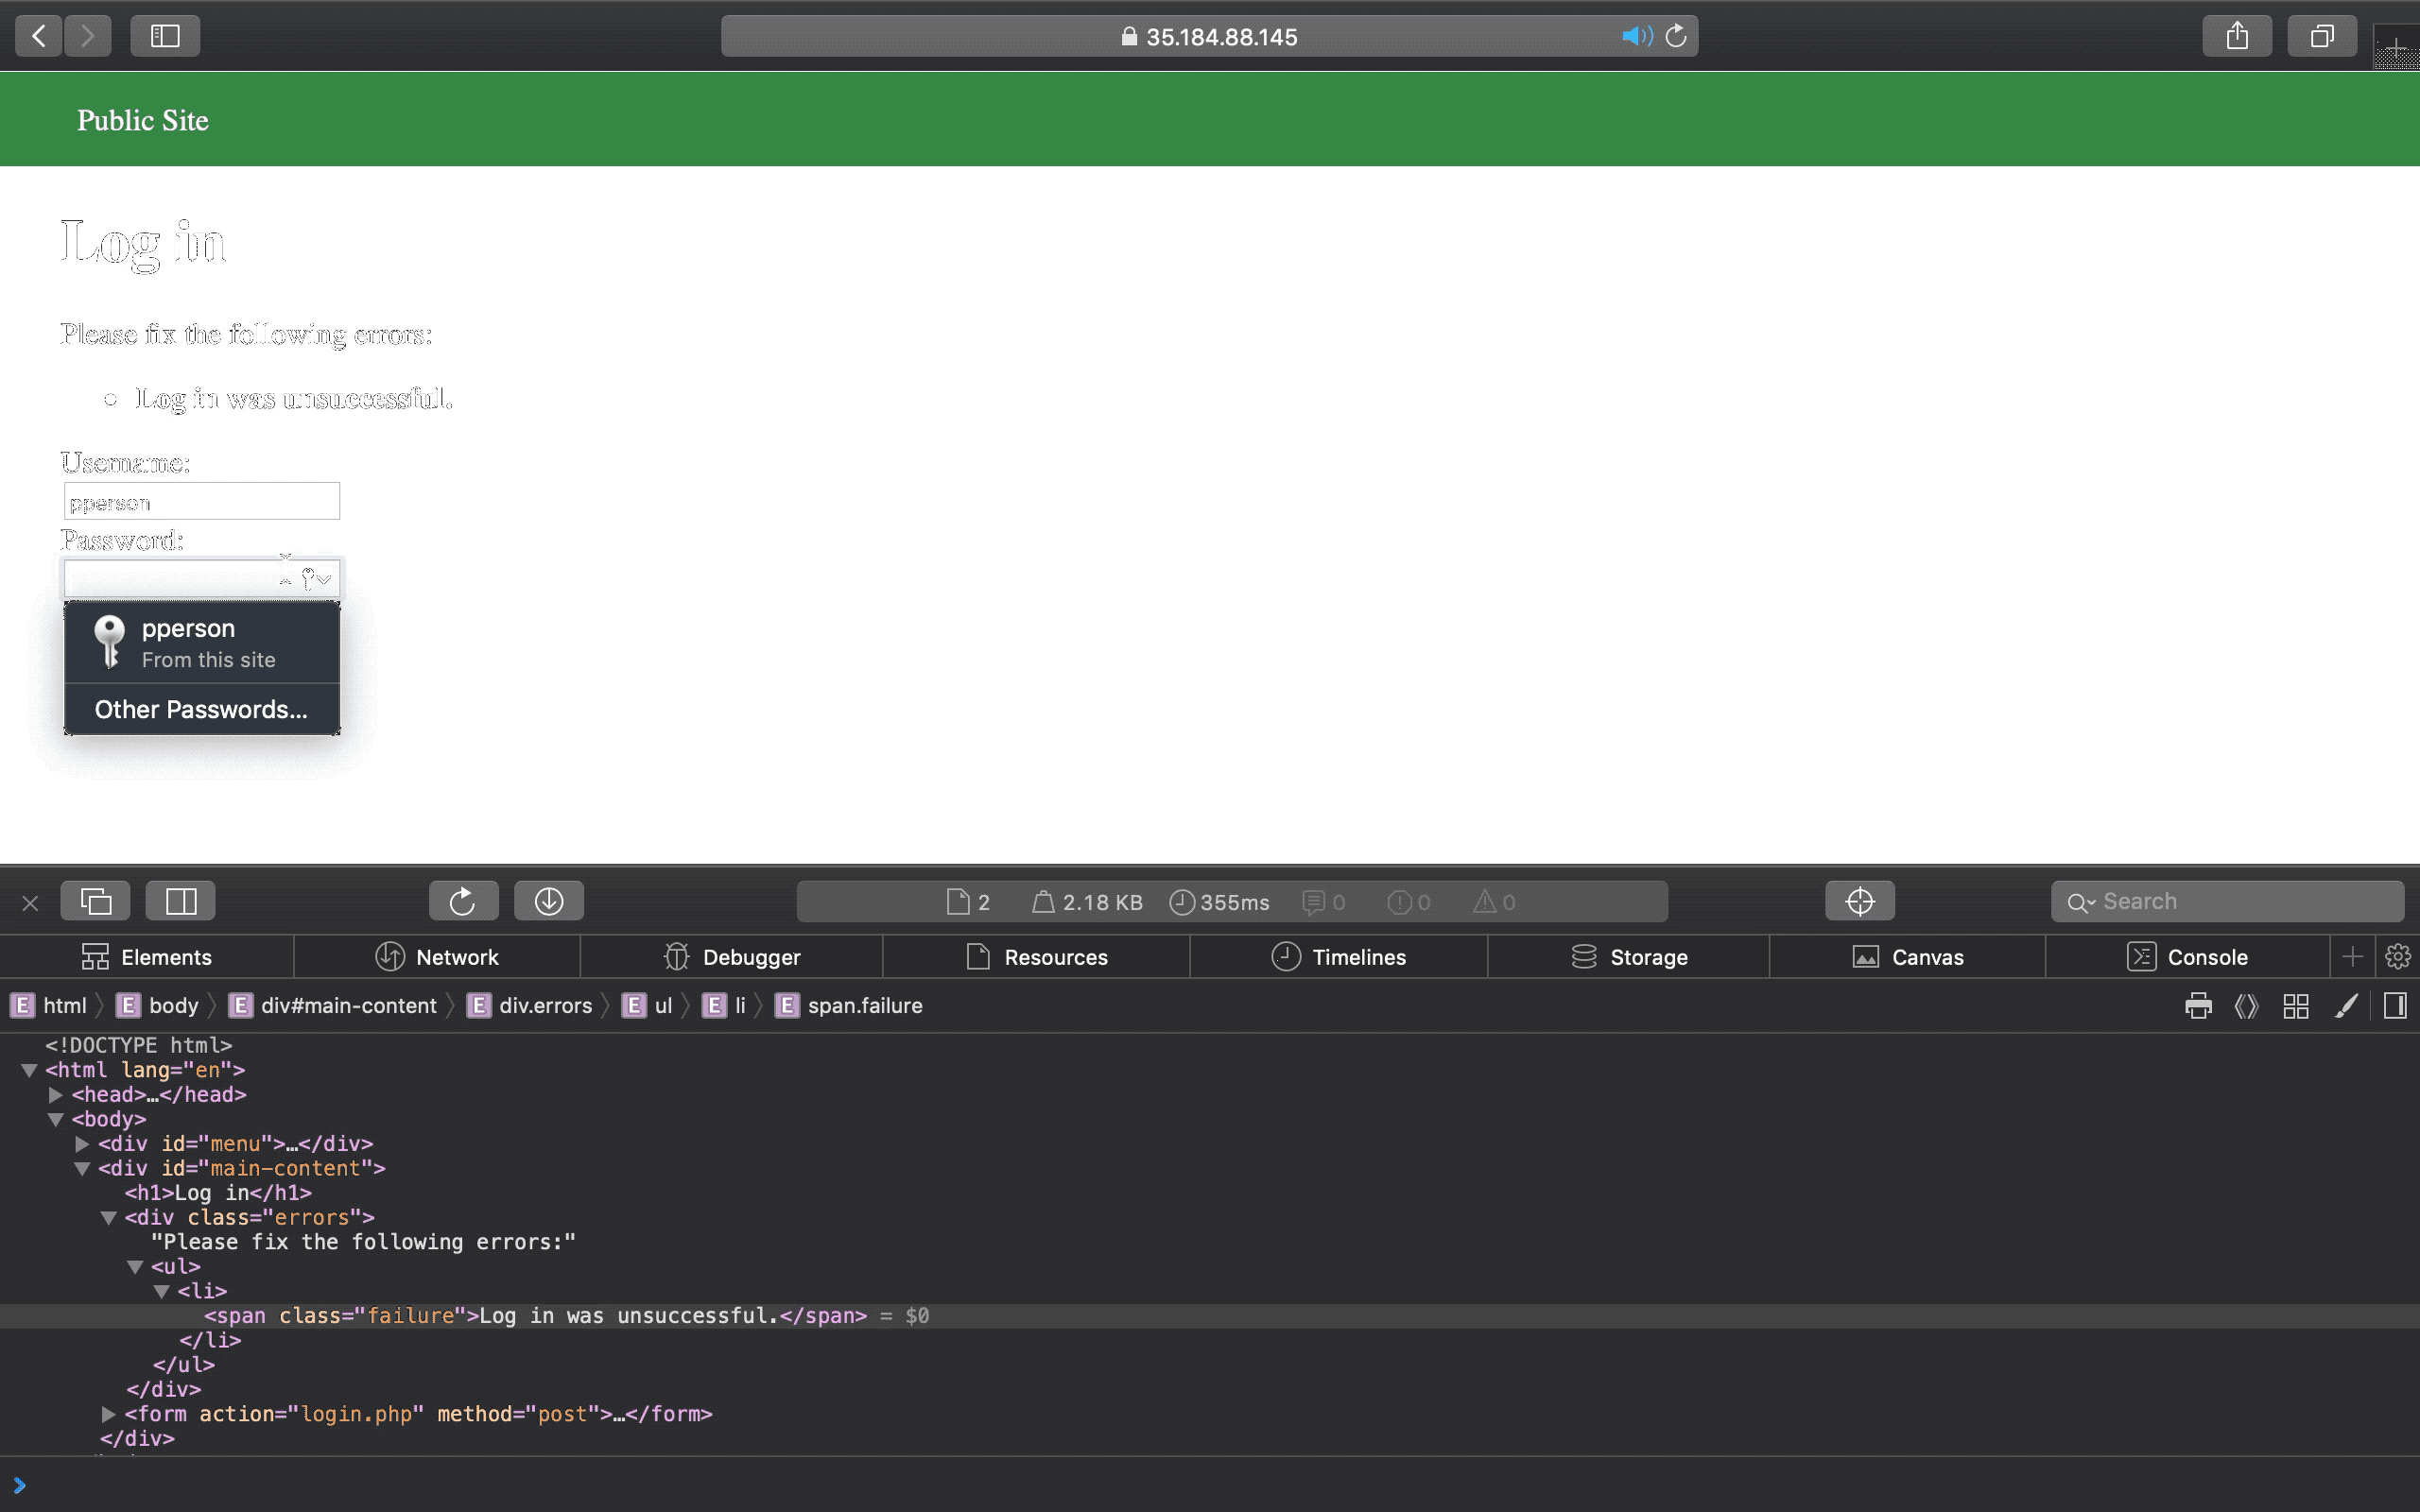 35.184.88.145
Public Site
Log in
Please fix the following errors:
Log in was unsuccessful.
Username:
pperson
Password:
pperson
From this site
Other Passwords...
2 2.18 KB 355ms 0 0 0 Search
Elements Network Debugger Resources Timelines Storage Canvas Console
E html E body E div#main-content E div.errors E ul E li E span.failure
<!DOCTYPE html>
<html lang="en">
<head>…</head>
<body>
<div id="menu">…</div>
<div id="main-content">
<h1>Log in</h1>
<div class="errors">
"Please fix the following errors:"
<ul>
<li>
<span class="failure">Log in was unsuccessful.</span> = $0
</li>
</ul>
</div>
<form action="login.php" method="post">…</form>
</div>